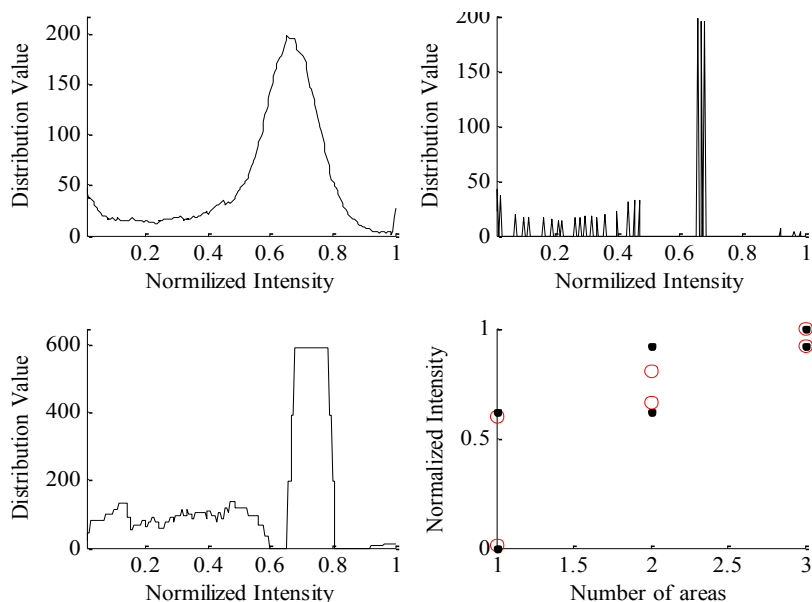 200
150
100
50
0
0.2 0.4 0.6 0.8 1
Distribution Value
Normilized Intensity
200
150
100
50
0
0.2 0.4 0.6 0.8 1
Distribution Value
Normilized Intensity
600
400
200
0
0.2 0.4 0.6 0.8 1
Distribution Value
Normilized Intensity
1
0.5
0
1 1.5 2 2.5 3
Normalized Intensity
Number of areas